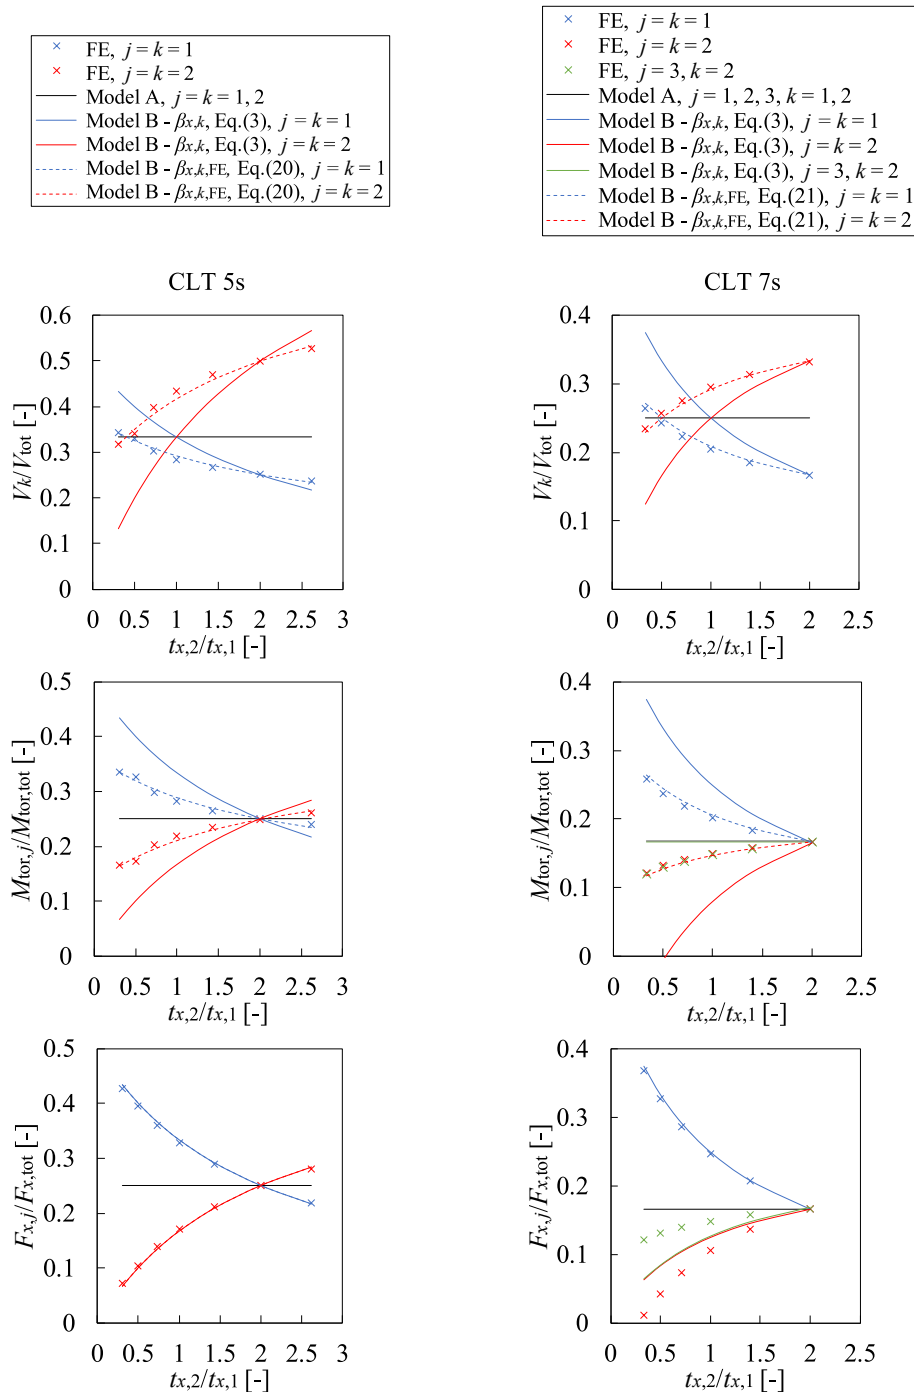 FE, j = k = 1
FE, j = k = 2
Model A, j = k = 1, 2
Model B - βx,k, Eq.(3), j = k = 1
Model B - βx,k, Eq.(3), j = k = 2
Model B - βx,k,FE, Eq.(20), j = k = 1
Model B - βx,k,FE, Eq.(20), j = k = 2
FE, j = k = 1
FE, j = k = 2
FE, j = 3, k = 2
Model A, j = 1, 2, 3, k = 1, 2
Model B - βx,k, Eq.(3), j = k = 1
Model B - βx,k, Eq.(3), j = k = 2
Model B - βx,k, Eq.(3), j = 3, k = 2
Model B - βx,k,FE, Eq.(21), j = k = 1
Model B - βx,k,FE, Eq.(21), j = k = 2
CLT 5s
0.6
0.5
0.4
0.3
0.2
0.1
0
Vk/Vtot [-]
0 0.5 1 1.5 2 2.5 3
tx,2/tx,1 [-]
CLT 7s
0.4
0.3
0.2
0.1
0
Vk/Vtot [-]
0 0.5 1 1.5 2 2.5
tx,2/tx,1 [-]
0.5
0.4
0.3
0.2
0.1
0
Mtor,j/Mtor,tot [-]
0 0.5 1 1.5 2 2.5 3
tx,2/tx,1 [-]
0.4
0.3
0.2
0.1
0
Mtor,j/Mtor,tot [-]
0 0.5 1 1.5 2 2.5
tx,2/tx,1 [-]
0.5
0.4
0.3
0.2
0.1
0
Fx,j/Fx,tot [-]
0 0.5 1 1.5 2 2.5 3
tx,2/tx,1 [-]
0.4
0.3
0.2
0.1
0
Fx,j/Fx,tot [-]
0 0.5 1 1.5 2 2.5
tx,2/tx,1 [-]